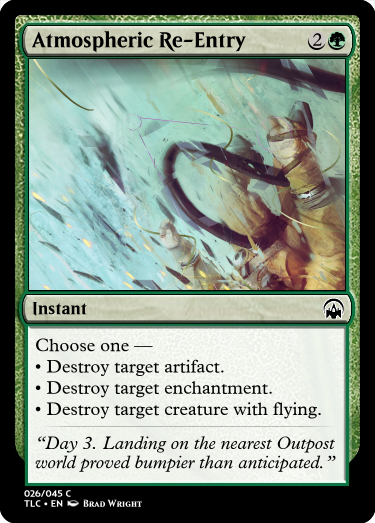 Atmospheric Re-Entry 2
Instant
Choose one —
• Destroy target artifact.
• Destroy target enchantment.
• Destroy target creature with flying.
“Day 3. Landing on the nearest Outpost
world proved bumpier than anticipated.”
026/045 C
TLC • EN Brad Wright